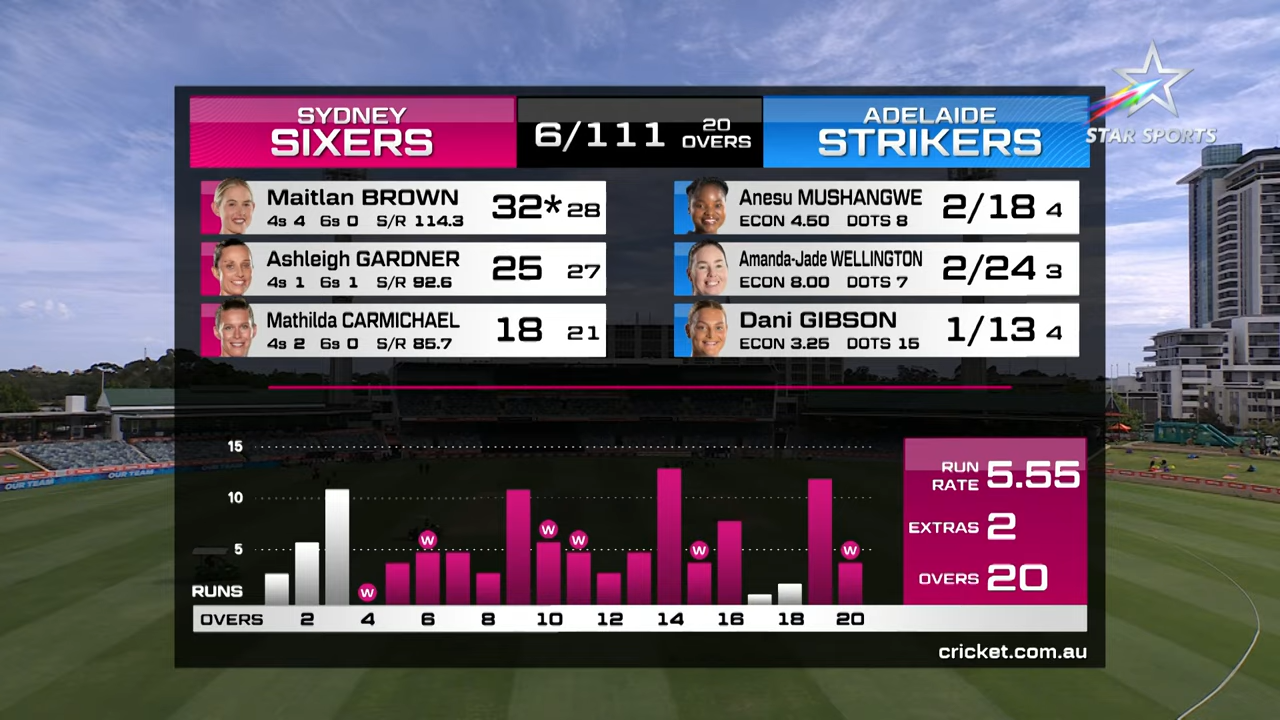 SYDNEY
SIXERS
6/111
20
OVERS
ADELAIDE
STRIKERS
STAR SPORTS
Maitlan BROWN
4s 4 6s 0 S/R 114.3
32* 28
Ashleigh GARDNER
4s 1 6s 1 S/R 92.6
25 27
Mathilda CARMICHAEL
4s 2 6s 0 S/R 85.7
18 21
Anesu MUSHANGWE
ECON 4.50 DOTS 8
2/18 4
Amanda-Jade WELLINGTON
ECON 8.00 DOTS 7
2/24 3
Dani GIBSON
ECON 3.25 DOTS 15
1/13 4
15
10
5
RUNS
W
W
W
W
W
W
OVERS 2 4 6 8 10 12 14 16 18 20
RUN
RATE 5.55
EXTRAS 2
OVERS 20
cricket.com.au
OUR TEAM
OUR TEAM